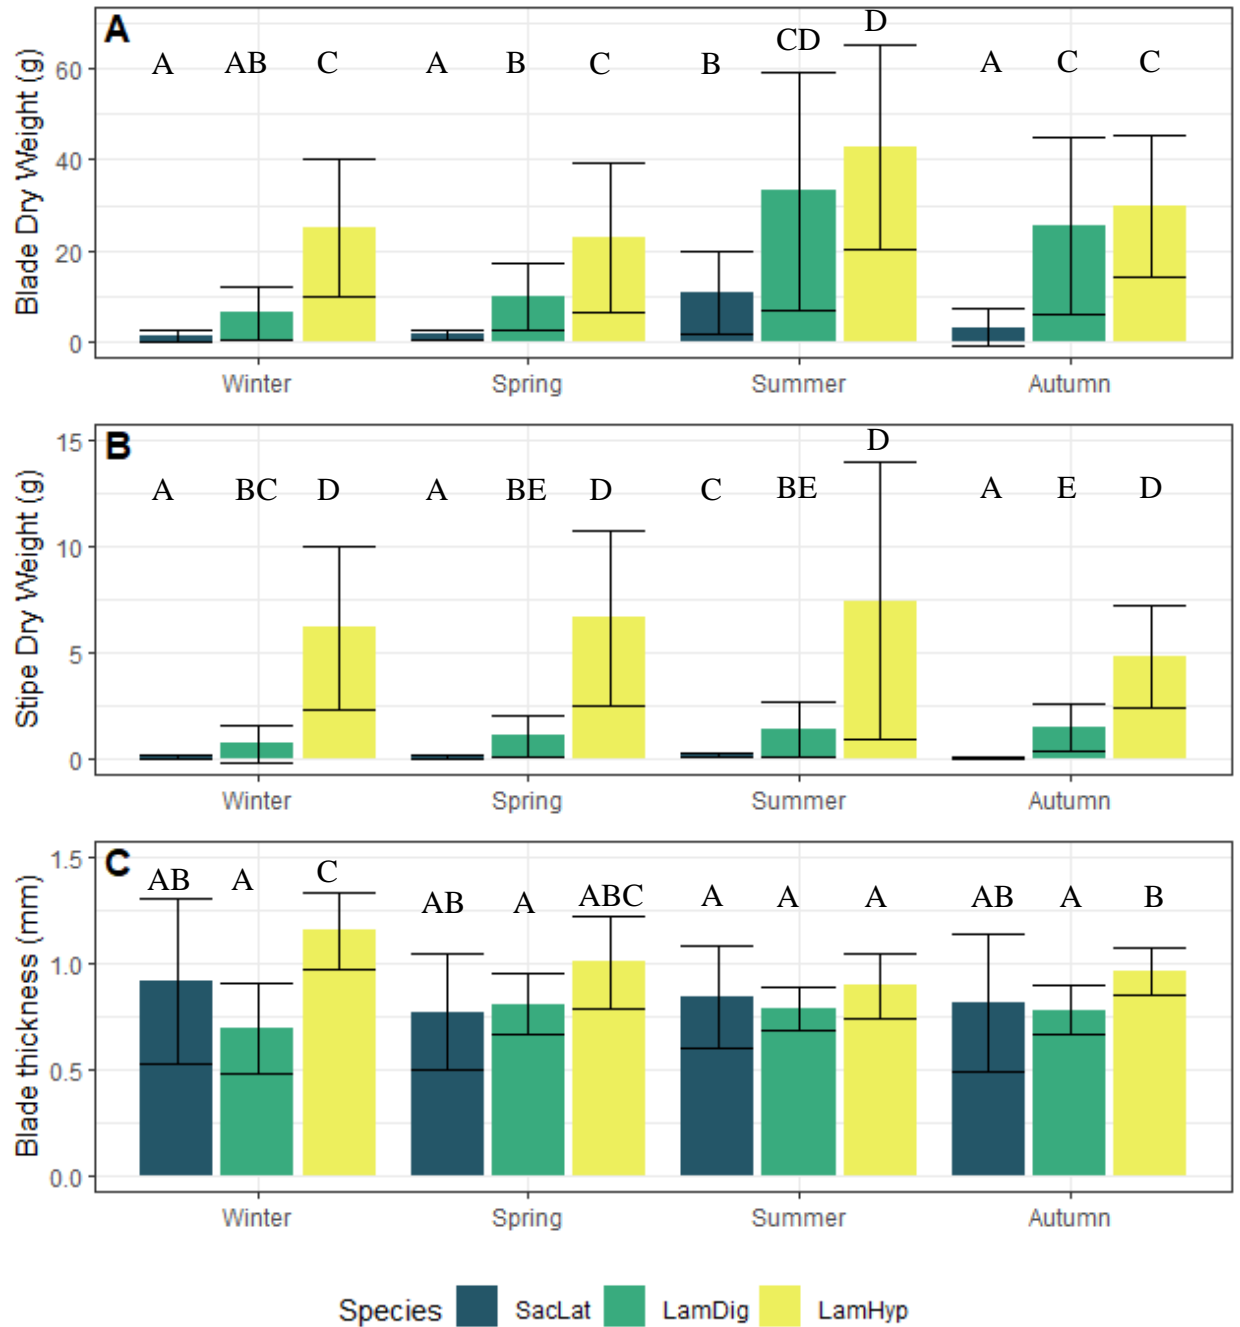 A
A AB C A B C B CD D A C C
Blade Dry Weight (g)
60
40
20
0
Winter Spring Summer Autumn
B
A BC D A BE D C BE D A E D
Stipe Dry Weight (g)
15
10
5
0
Winter Spring Summer Autumn
C
AB A C AB A ABC A A A AB A B
Blade thickness (mm)
1.5
1.0
0.5
0.0
Winter Spring Summer Autumn
Species SacLat LamDig LamHyp